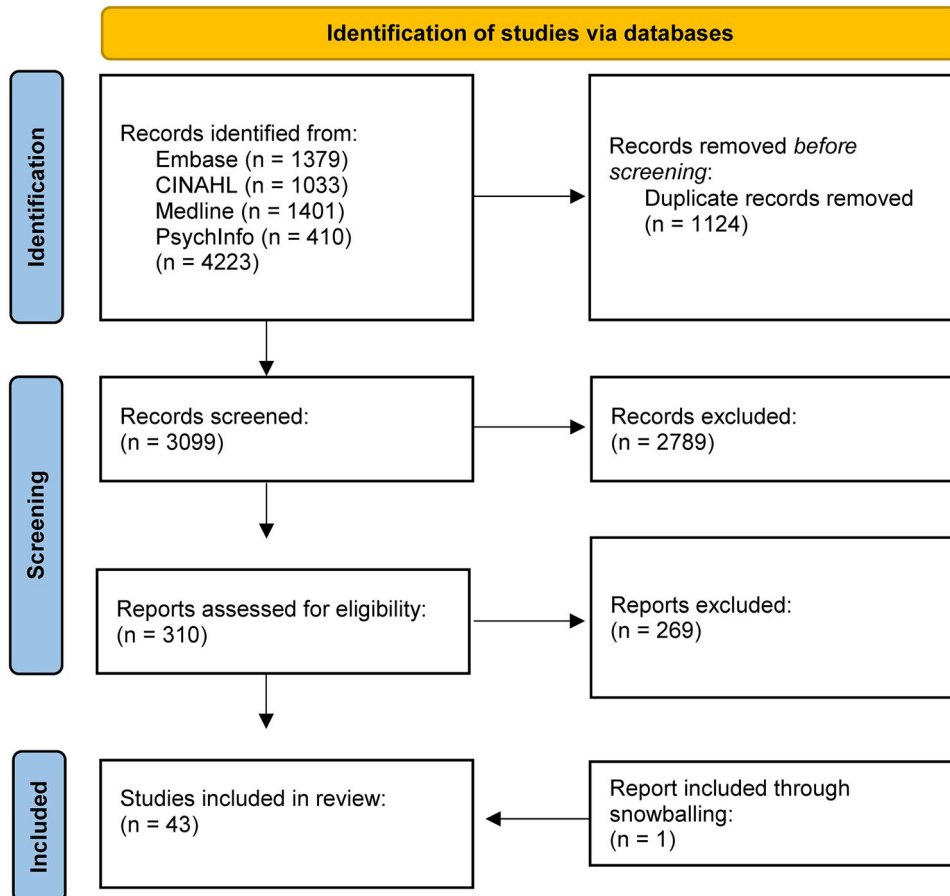 Identification of studies via databases
Identification
Records identified from:
Embase (n = 1379)
CINAHL (n = 1033)
Medline (n = 1401)
PsychInfo (n = 410)
(n = 4223)
Records removed before
screening:
Duplicate records removed
(n = 1124)
Screening
Records screened:
(n = 3099)
Records excluded:
(n = 2789)
Reports assessed for eligibility:
(n = 310)
Reports excluded:
(n = 269)
Included
Studies included in review:
(n = 43)
Report included through
snowballing:
(n = 1)